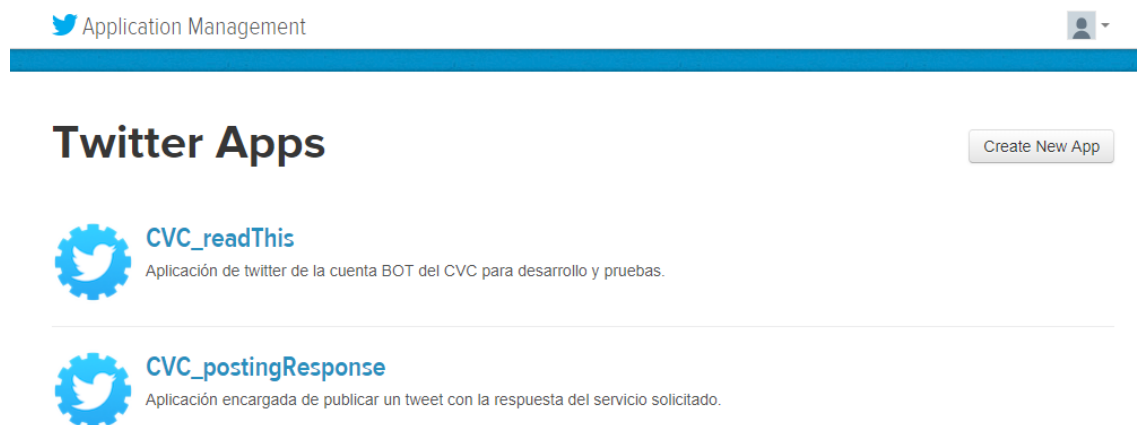 Application Management
Twitter Apps
Create New App
CVC_readThis
Aplicación de twitter de la cuenta BOT del CVC para desarrollo y pruebas.
CVC_postingResponse
Aplicación encargada de publicar un tweet con la respuesta del servicio solicitado.